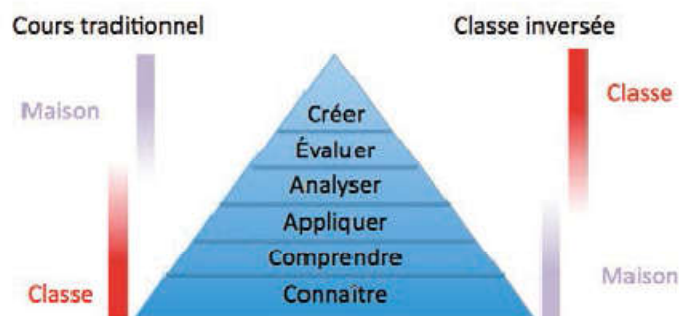 Cours traditionnel
Classe inversée
Maison
Classe
Créer
Évaluer
Analyser
Appliquer
Comprendre
Connaître
Classe
Maison